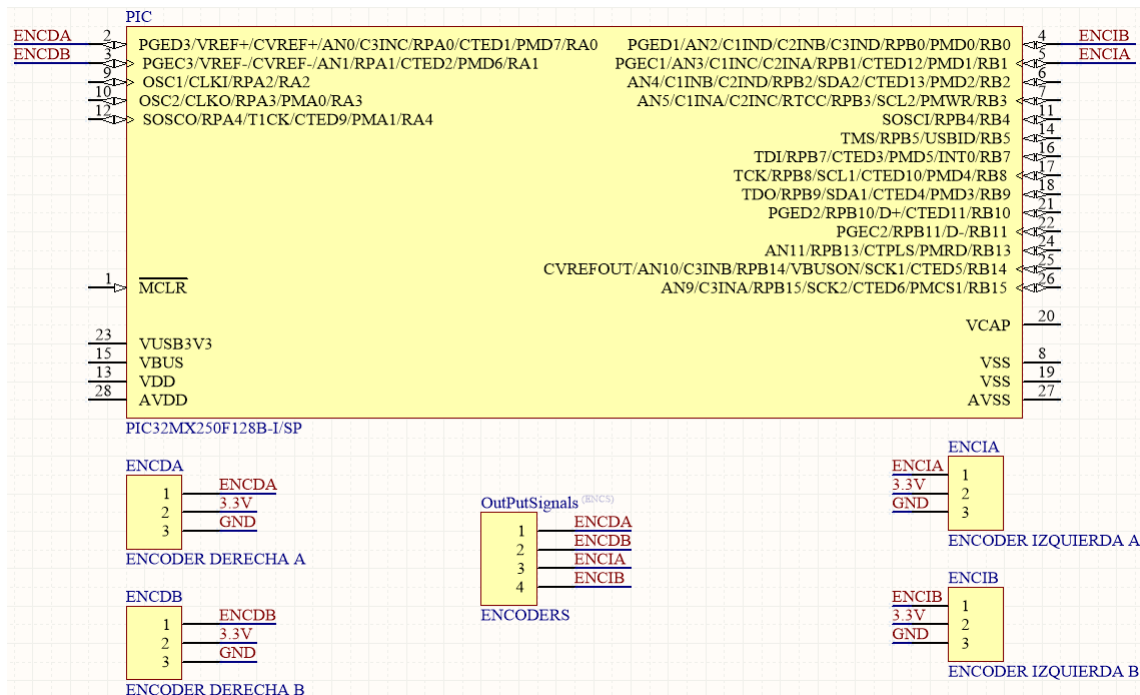 PIC
ENCDA 2 PGED3/VREF+/CVREF+/AN0/C3INC/RPA0/CTED1/PMD7/RA0 PGED1/AN2/C1IND/C2INB/C3IND/RPB0/PMD0/RB0 4 ENCIB
ENCDB 3 PGEC3/VREF-/CVREF-/AN1/RPA1/CTED2/PMD6/RA1 PGEC1/AN3/C1INC/C2INA/RPB1/CTED12/PMD1/RB1 5 ENCIA
9 OSC1/CLKI/RPA2/RA2 AN4/C1INB/C2IND/RPB2/SDA2/CTED13/PMD2/RB2 6
10 OSC2/CLKO/RPA3/PMA0/RA3 AN5/C1INA/C2INC/RTCC/RPB3/SCL2/PMWR/RB3 7
12 SOSCO/RPA4/T1CK/CTED9/PMA1/RA4 SOSCI/RPB4/RB4 11
TMS/RPB5/USBID/RB5 14
TDI/RPB7/CTED3/PMD5/INT0/RB7 16
TCK/RPB8/SCL1/CTED10/PMD4/RB8 17
TDO/RPB9/SDA1/CTED4/PMD3/RB9 18
PGED2/RPB10/D+/CTED11/RB10 21
PGEC2/RPB11/D-/RB11 22
AN11/RPB13/CTPLS/PMRD/RB13 24
CVREFOUT/AN10/C3INB/RPB14/VBUSON/SCK1/CTED5/RB14 25
1 MCLR AN9/C3INA/RPB15/SCK2/CTED6/PMCS1/RB15 26
VCAP 20
23 VUSB3V3
15 VBUS VSS 8
13 VDD VSS 19
28 AVDD AVSS 27
PIC32MX250F128B-I/SP
ENCDA
1 ENCDA
2 3.3V
3 GND
ENCODER DERECHA A
ENCDB
1 ENCDB
2 3.3V
3 GND
ENCODER DERECHA B
OutPutSignals (ENCS)
1 ENCDA
2 ENCDB
3 ENCIA
4 ENCIB
ENCODERS
ENCIA
ENCIA 1
3.3V 2
GND 3
ENCODER IZQUIERDA A
ENCIB
ENCIB 1
3.3V 2
GND 3
ENCODER IZQUIERDA B